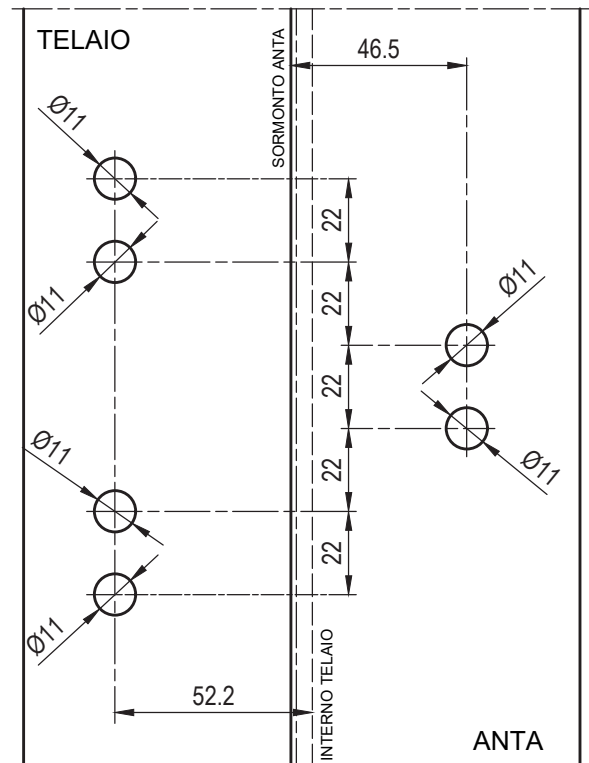 TELAIO
SORMONTO ANTA
46.5
Ø11
Ø11
22
22
22
22
22
Ø11
Ø11
Ø11
Ø11
52.2
INTERNO TELAIO
ANTA